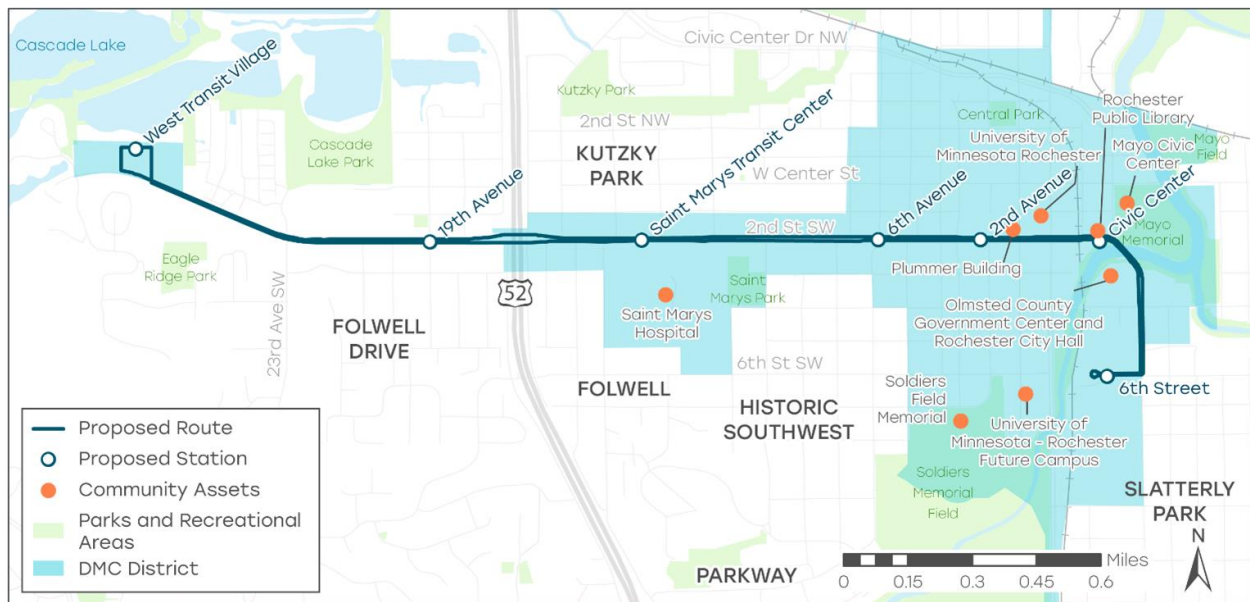 Cascade Lake
West Transit Village
Cascade
Lake Park
Eagle
Ridge Park
23rd Ave SW
19th Avenue
FOLWELL
DRIVE
52
Civic Center Dr NW
Kutzky Park
2nd St NW
KUTZKY
PARK
Saint Marys Transit Center
W Center St
2nd St SW
Saint Marys
Hospital
Saint
Marys Park
6th St SW
FOLWELL
HISTORIC
SOUTHWEST
6th Avenue
2nd Avenue
Central Park
University of
Minnesota Rochester
Rochester
Public Library
Mayo Civic
Center
Mayo
Field
Civic Center
Mayo
Memorial
Plummer Building
Olmsted County
Government Center and
Rochester City Hall
6th Street
Soldiers
Field
Memorial
University of
Minnesota - Rochester
Future Campus
Soldiers
Memorial
Field
SLATTERLY
PARK
PARKWAY
Proposed Route
Proposed Station
Community Assets
Parks and Recreational
Areas
DMC District
N
Miles
0 0.15 0.3 0.45 0.6